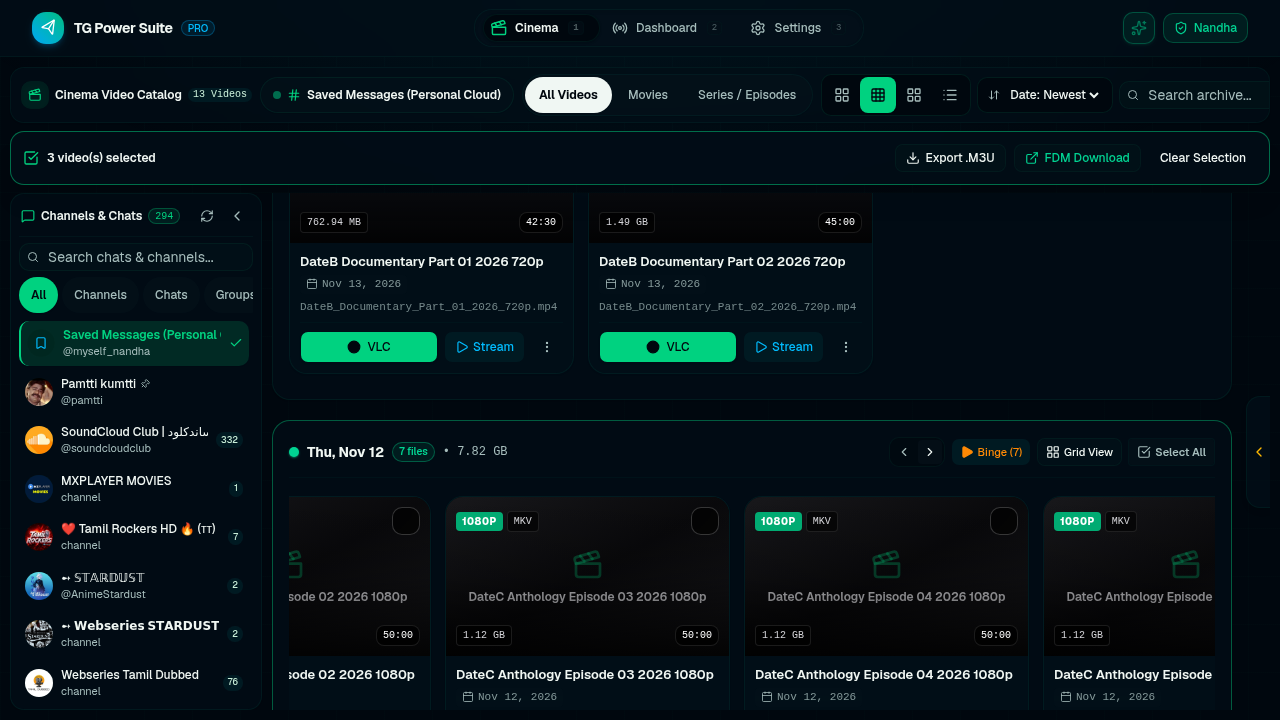 TG Power Suite PRO
Cinema 1
Dashboard 2
Settings 3
Nandha
Cinema Video Catalog 13 Videos
# Saved Messages (Personal Cloud)
All Videos
Movies
Series / Episodes
Date: Newest
Search archive...
3 video(s) selected
Export .M3U
FDM Download
Clear Selection
Channels & Chats 294
Search chats & channels...
All
Channels
Chats
Groups
Saved Messages (Personal
@myself_nandha
Pamtti kumtti
@pamtti
SoundCloud Club | ساندکلود
332
@soundcloudclub
MXPLAYER MOVIES
1
channel
❤️ Tamil Rockers HD 🔥 (TT)
7
channel
➻ 𝕊𝕋𝔸ℝ𝔻𝕌𝕊𝕋
2
@AnimeStardust
➻ 𝗪𝗲𝗯𝘀𝗲𝗿𝗶𝗲𝘀 𝗦𝗧𝗔𝗥𝗗𝗨𝗦𝗧
2
channel
Webseries Tamil Dubbed
76
channel
762.94 MB
42:30
DateB Documentary Part 01 2026 720p
Nov 13, 2026
DateB_Documentary_Part_01_2026_720p.mp4
VLC
Stream
1.49 GB
45:00
DateB Documentary Part 02 2026 720p
Nov 13, 2026
DateB_Documentary_Part_02_2026_720p.mp4
VLC
Stream
Thu, Nov 12 7 files • 7.82 GB
Binge (7)
Grid View
Select All
sode 02 2026 1080p
50:00
sode 02 2026 1080p
1080P MKV
DateC Anthology Episode 03 2026 1080p
1.12 GB
50:00
DateC Anthology Episode 03 2026 1080p
Nov 12, 2026
1080P MKV
DateC Anthology Episode 04 2026 1080p
1.12 GB
50:00
DateC Anthology Episode 04 2026 1080p
Nov 12, 2026
1080P MKV
DateC Anthology Episode
1.12 GB
DateC Anthology Episode
Nov 12, 2026